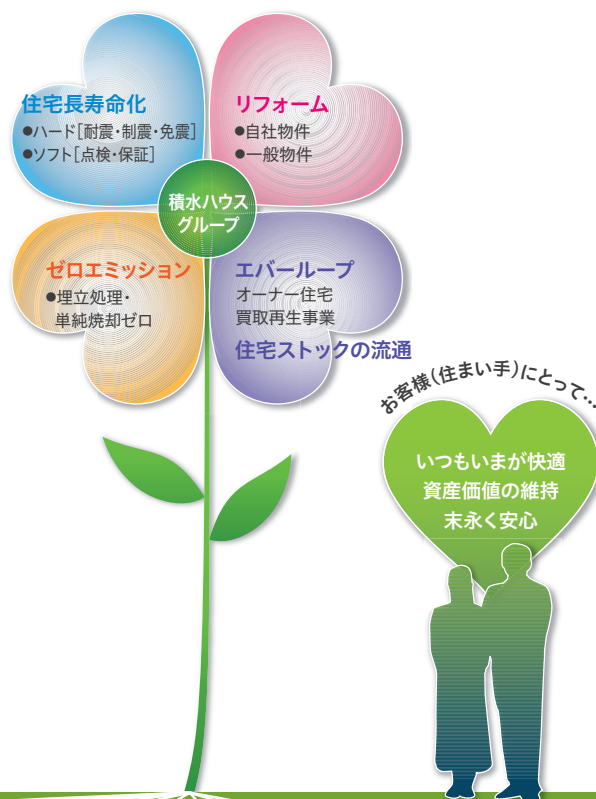 住宅長寿命化
●ハード[耐震・制震・免震]
●ソフト[点検・保証]
リフォーム
●自社物件
●一般物件
積水ハウス
グループ
ゼロエミッション
●埋立処理・
単純焼却ゼロ
エバーループ
オーナー住宅
買取再生事業
住宅ストックの流通
お客様(住まい手)にとって…
いつもいまが快適
資産価値の維持
末永く安心